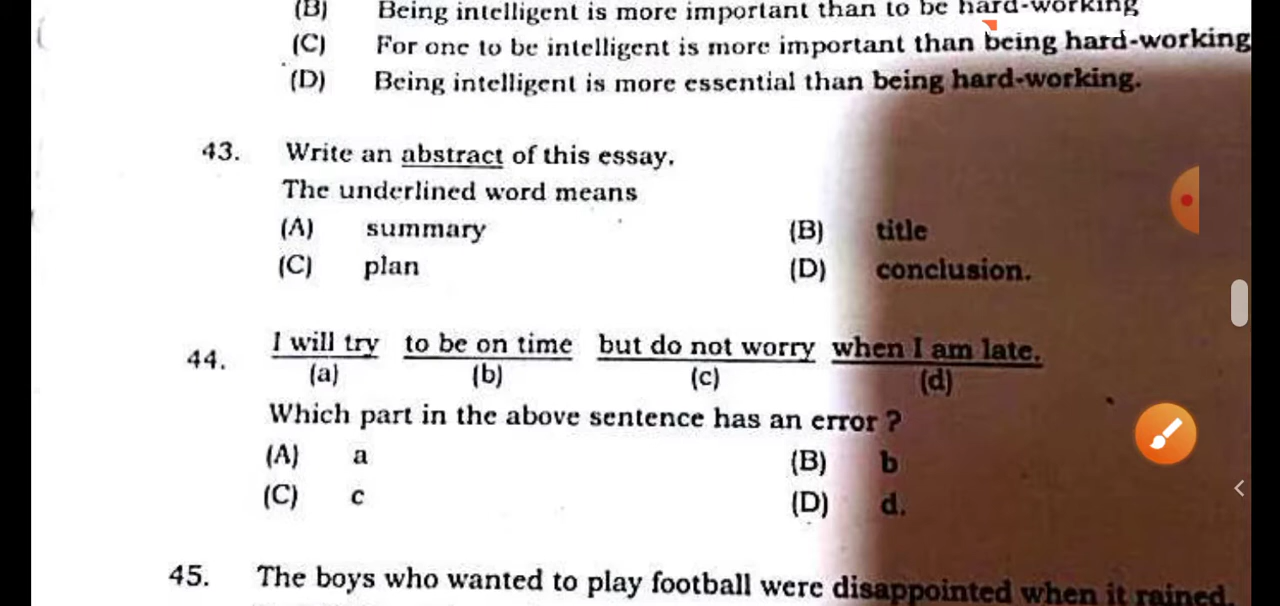 (B) Being intelligent is more important than to be hard-working
(C) For one to be intelligent is more important than being hard-working
(D) Being intelligent is more essential than being hard-working.
43. Write an abstract of this essay.
The underlined word means
(A) summary (B) title
(C) plan (D) conclusion.
44. I will try to be on time but do not worry when I am late.
(a) (b) (c) (d)
Which part in the above sentence has an error ?
(A) a (B) b
(C) c (D) d.
45. The boys who wanted to play football were disappointed when it rained.